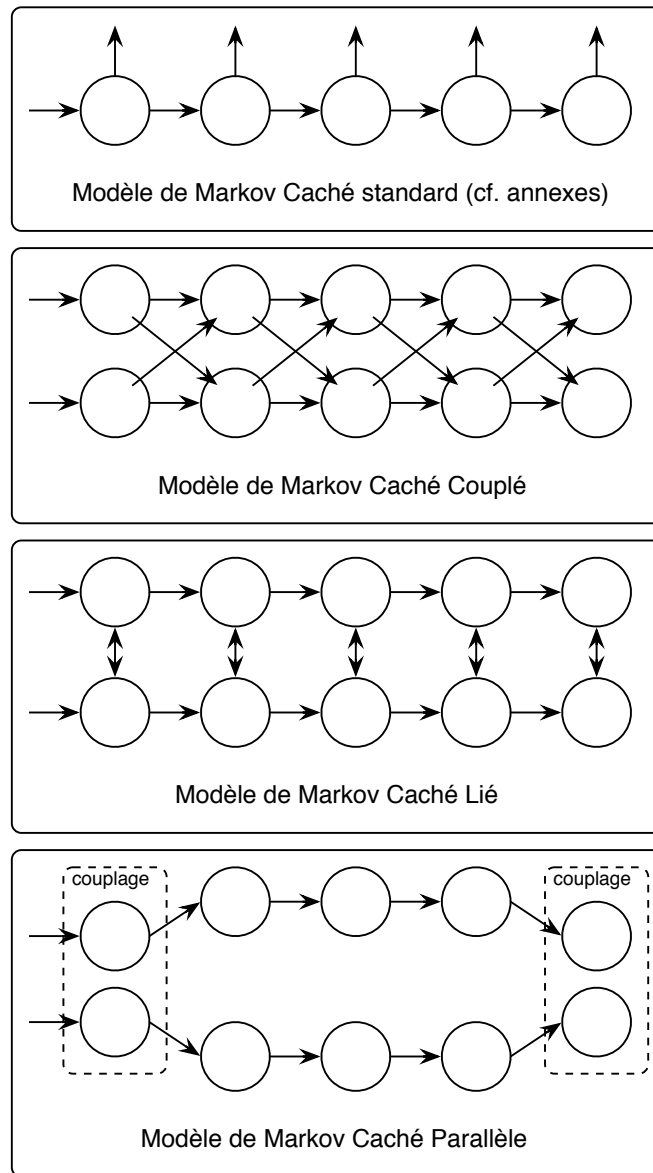 Modèle de Markov Caché standard (cf. annexes)
Modèle de Markov Caché Couplé
Modèle de Markov Caché Lié
couplage
couplage
Modèle de Markov Caché Parallèle